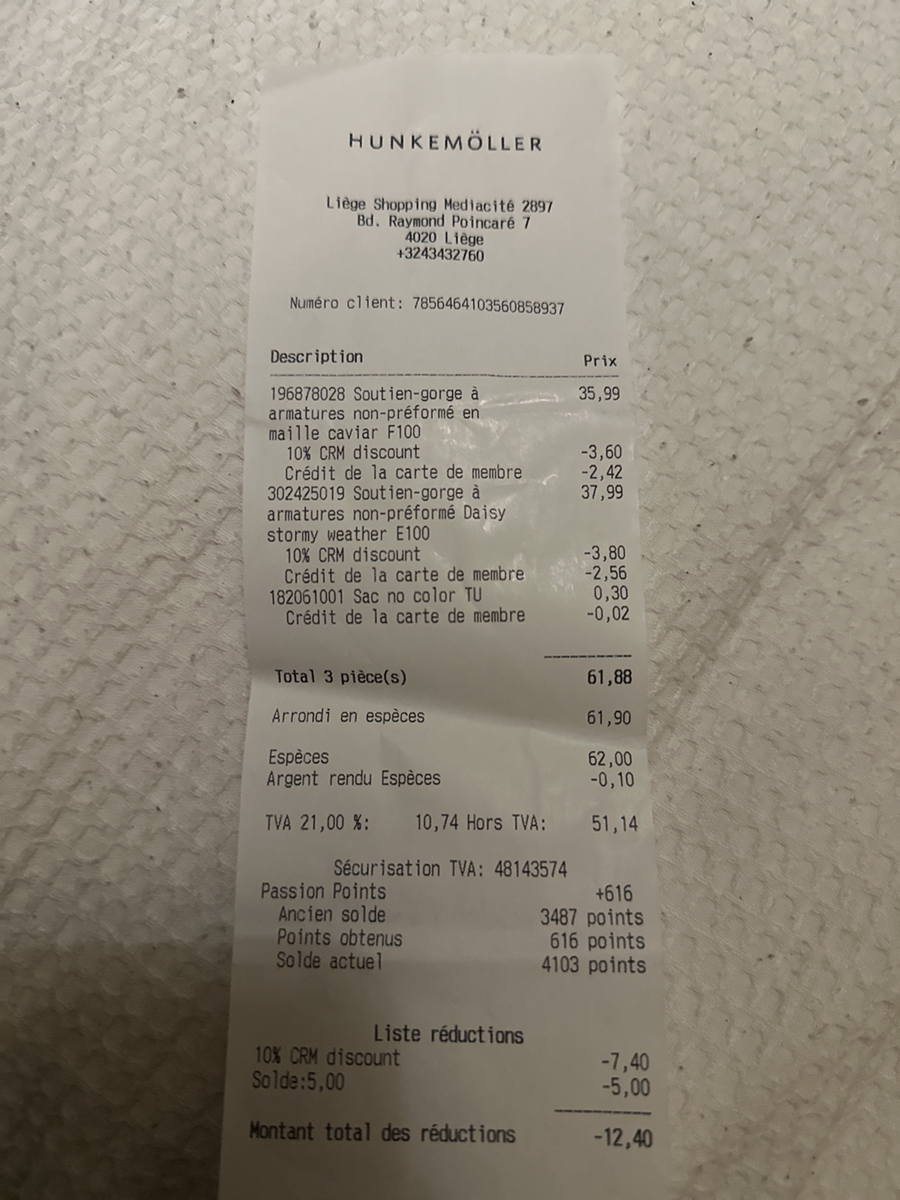 HUNKEMÖLLER
Liège Shopping Mediacité 2897
Bd. Raymond Poincaré 7
4020 Liège
+3243432760
Numéro client: 7856464103560858937
Description Prix
196878028 Soutien-gorge à 35,99
armatures non-préformé en
maille caviar F100
10% CRM discount -3,60
Crédit de la carte de membre -2,42
302425019 Soutien-gorge à 37,99
armatures non-préformé Daisy
stormy weather E100
10% CRM discount -3,80
Crédit de la carte de membre -2,56
182061001 Sac no color TU 0,30
Crédit de la carte de membre -0,02
Total 3 pièce(s) 61,88
Arrondi en espèces 61,90
Espèces 62,00
Argent rendu Espèces -0,10
TVA 21,00 %: 10,74 Hors TVA: 51,14
Sécurisation TVA: 48143574
Passion Points +616
Ancien solde 3487 points
Points obtenus 616 points
Solde actuel 4103 points
Liste réductions
10% CRM discount -7,40
Solde:5,00 -5,00
Montant total des réductions -12,40